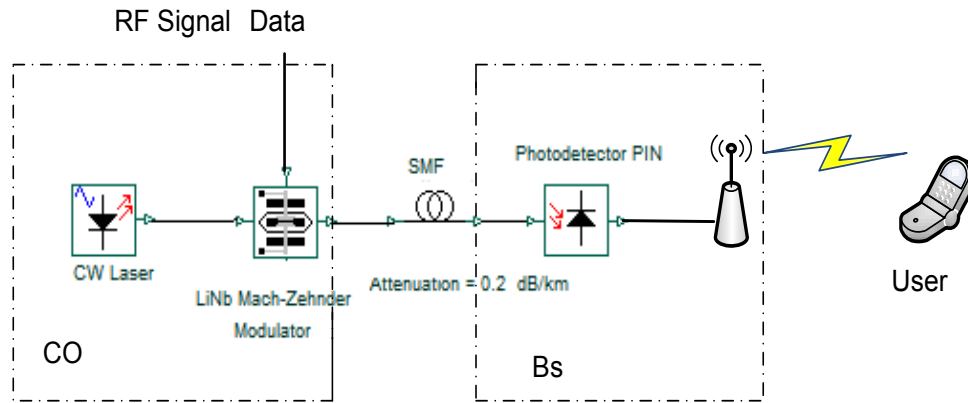 RF Signal Data
SMF
Photodetector PIN
CW Laser
LiNb Mach-Zehnder
Modulator
Attenuation = 0.2 dB/km
User
CO
Bs